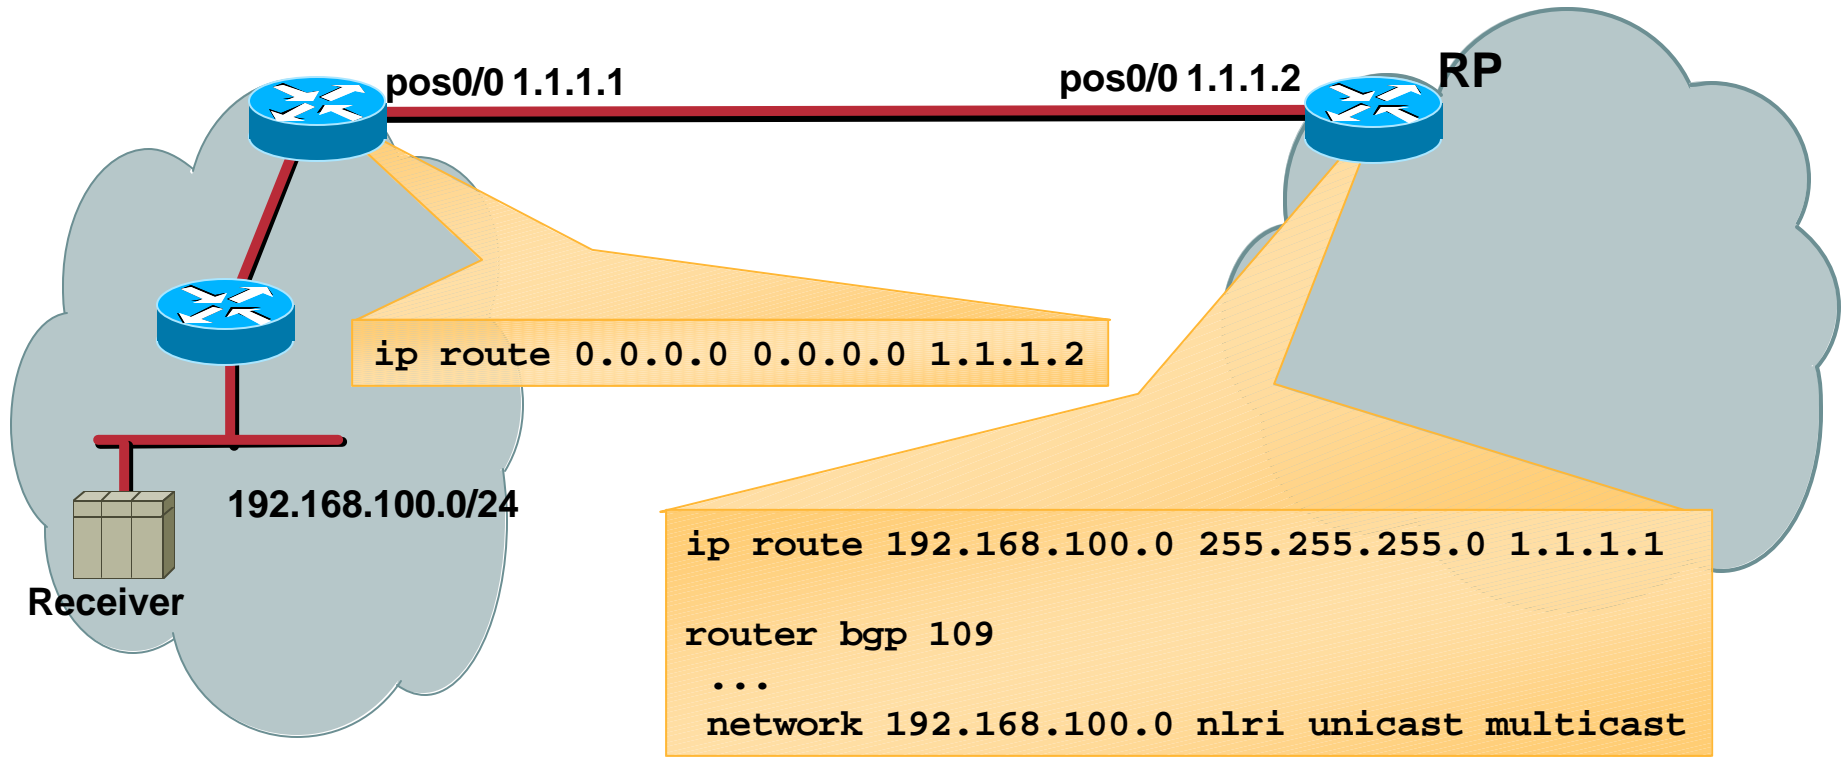 pos0/0 1.1.1.1
pos0/0 1.1.1.2
RP
ip route 0.0.0.0 0.0.0.0 1.1.1.2
192.168.100.0/24
Receiver
ip route 192.168.100.0 255.255.255.0 1.1.1.1
router bgp 109
...
network 192.168.100.0 nlri unicast multicast